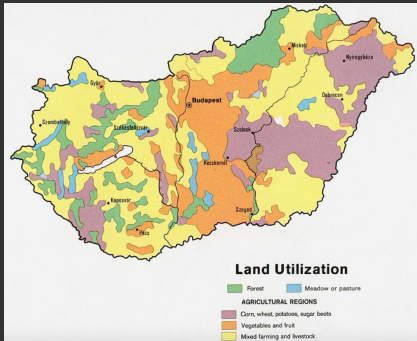 Miskolc
Nyíregyháza
Győr
Debrecen
Budapest
Szombathely
Székesfehérvár
Szolnok
Kecskemét
Kaposvár
Szeged
Pécs
Land Utilization
Forest
Meadow or pasture
AGRICULTURAL REGIONS
Corn, wheat, potatoes, sugar beets
Vegetables and fruit
Mixed farming and livestock